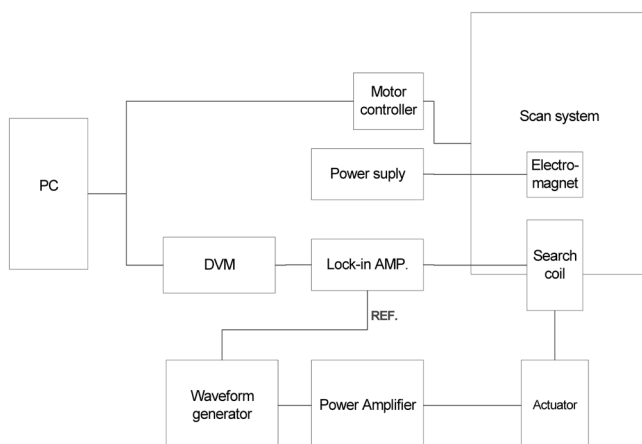 Motor
controller
Scan system
PC
Power suply
Electro-
magnet
DVM
Lock-in AMP.
Search
coil
REF.
Waveform
generator
Power Amplifier
Actuator